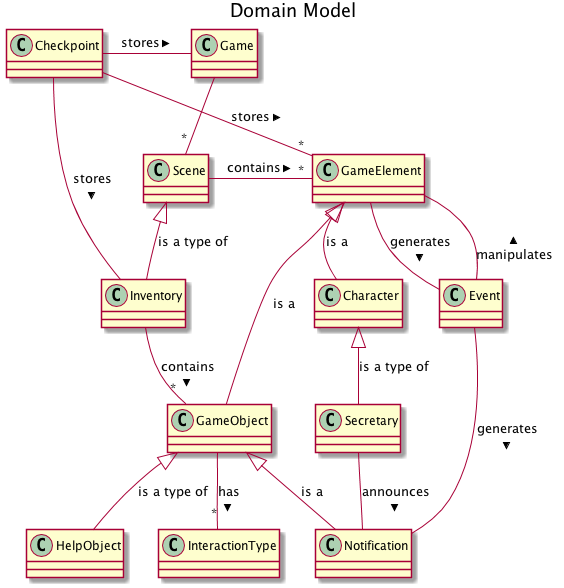 Domain Model
C Checkpoint
stores ►
C Game
stores ►
*
*
C Scene
contains ►
*
C GameElement
stores
▼
is a type of
is a
generates
▼
▲
manipulates
C Inventory
is a
C Character
C Event
contains
* ▼
is a type of
C GameObject
C Secretary
generates
▼
is a type of
has
* ▼
is a
announces
▼
C HelpObject
C InteractionType
C Notification